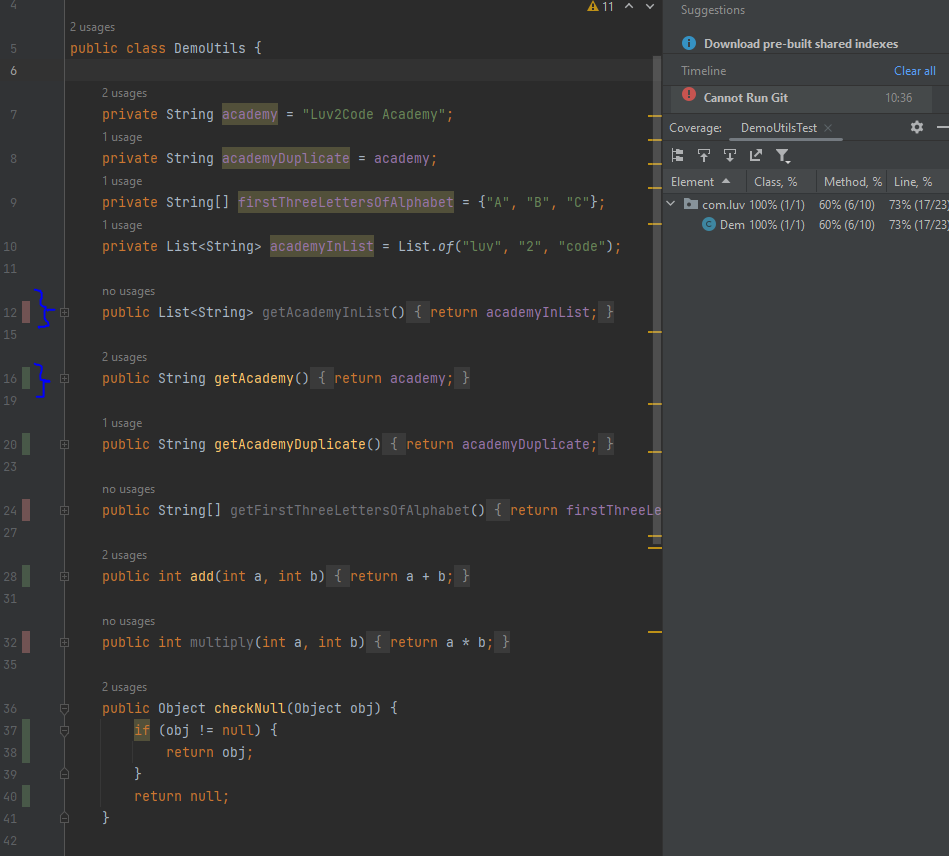 4
11
2 usages
5 public class DemoUtils {
6
2 usages
7 private String academy = "Luv2Code Academy";
1 usage
8 private String academyDuplicate = academy;
1 usage
9 private String[] firstThreeLettersOfAlphabet = {"A", "B", "C"};
1 usage
10 private List<String> academyInList = List.of("luv", "2", "code");
11
no usages
12 public List<String> getAcademyInList() { return academyInList; }
15
2 usages
16 public String getAcademy() { return academy; }
19
1 usage
20 public String getAcademyDuplicate() { return academyDuplicate; }
23
no usages
24 public String[] getFirstThreeLettersOfAlphabet() { return firstThreeLe
27
2 usages
28 public int add(int a, int b) { return a + b; }
31
no usages
32 public int multiply(int a, int b) { return a * b; }
35
2 usages
36 public Object checkNull(Object obj) {
37 if (obj != null) {
38 return obj;
39 }
40 return null;
41 }
42
Suggestions
Download pre-built shared indexes
Timeline Clear all
Cannot Run Git 10:36
Coverage: DemoUtilsTest ×
Element Class, % Method, % Line, %
com.luv 100% (1/1) 60% (6/10) 73% (17/23)
Dem 100% (1/1) 60% (6/10) 73% (17/23)